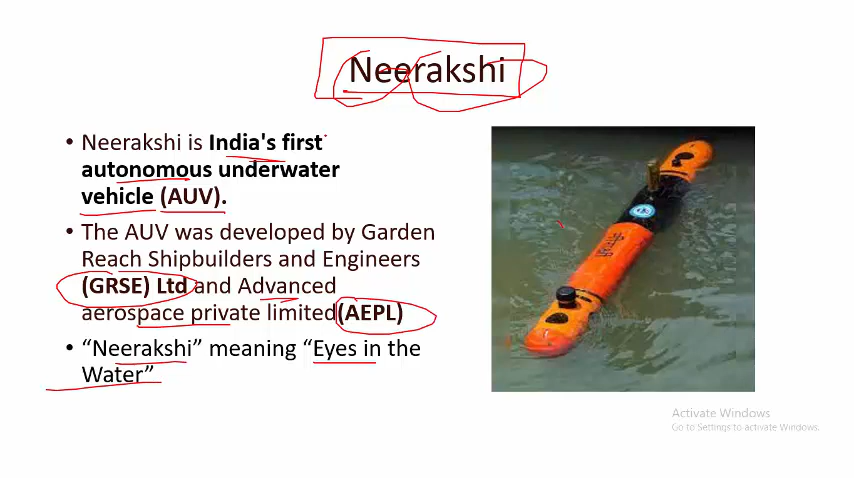 Neerakshi
• Neerakshi is India's first
autonomous underwater
vehicle (AUV).
• The AUV was developed by Garden
Reach Shipbuilders and Engineers
(GRSE) Ltd and Advanced
aerospace private limited(AEPL)
• “Neerakshi” meaning “Eyes in the
Water”
Activate Windows
Go to Settings to activate Windows.